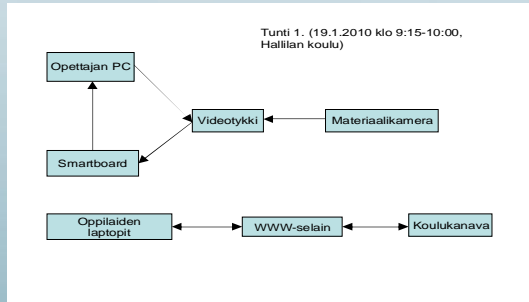 Tunti 1. (19.1.2010 klo 9:15-10:00,
Hallilan koulu)
Opettajan PC
Videotykki
Materiaalikamera
Smartboard
Oppilaiden
laptopit
WWW-selain
Koulukanava